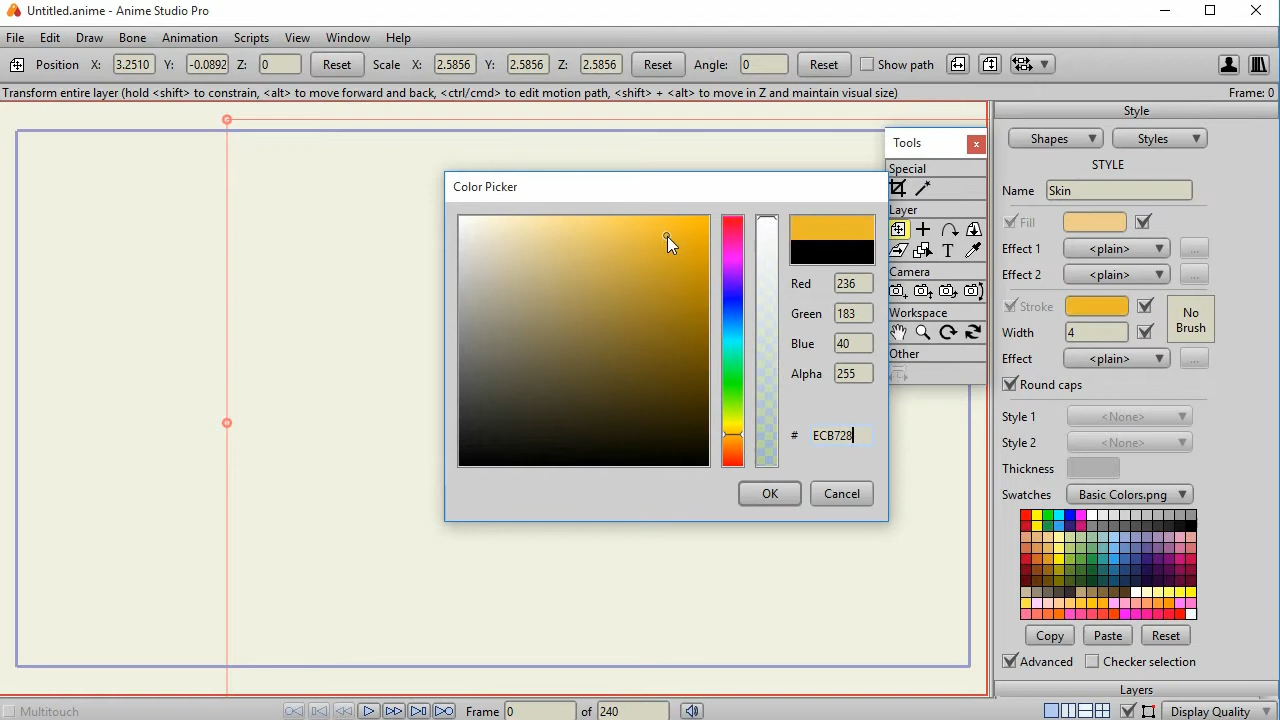 Untitled.anime - Anime Studio Pro
File Edit Draw Bone Animation Scripts View Window Help
Position X: 3.2510 Y: -0.0892 Z: 0 Reset Scale X: 2.5856 Y: 2.5856 Z: 2.5856 Reset Angle: 0 Reset Show path
Transform entire layer (hold <shift> to constrain, <alt> to move forward and back, <ctrl/cmd> to edit motion path, <shift> + <alt> to move in Z and maintain visual size) Frame: 0
Style
Shapes Styles
STYLE
Name Skin
Fill
Effect 1 <plain> ...
Effect 2 <plain> ...
Stroke
No Brush
Width 4
Effect <plain> ...
Round caps
Style 1 <None>
Style 2 <None>
Thickness
Swatches Basic Colors.png
Copy Paste Reset
Advanced Checker selection
Layers
Tools x
Special
Layer
T
Camera
Workspace
Other
Color Picker
Red 236
Green 183
Blue 40
Alpha 255
# ECB728
OK Cancel
Multitouch Frame 0 of 240 Display Quality